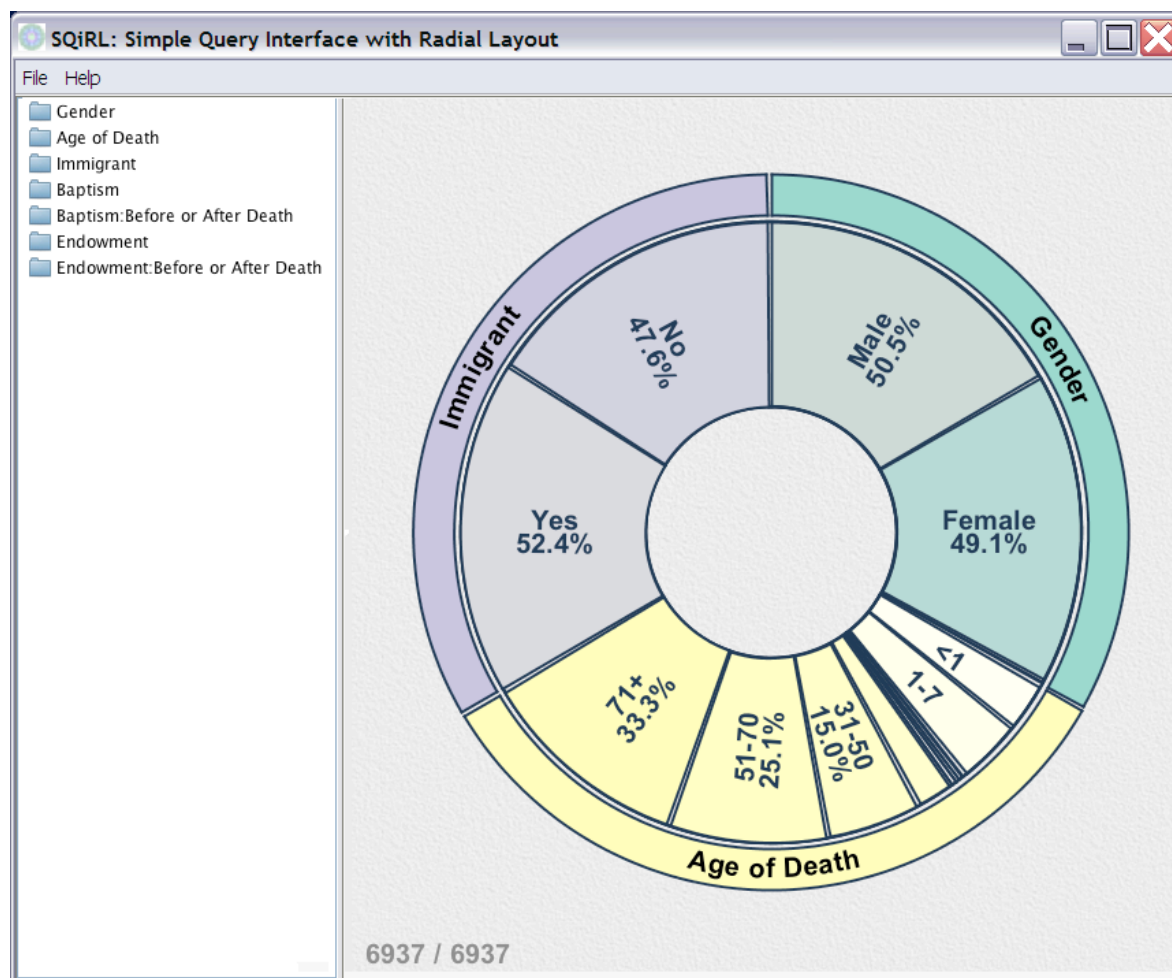 SQiRL: Simple Query Interface with Radial Layout
File Help
Gender
Age of Death
Immigrant
Baptism
Baptism:Before or After Death
Endowment
Endowment:Before or After Death
Immigrant
No
47.6%
Male
50.5%
Gender
Yes
52.4%
Female
49.1%
<1
1-7
31-50
15.0%
51-70
25.1%
71+
33.3%
Age of Death
6937 / 6937